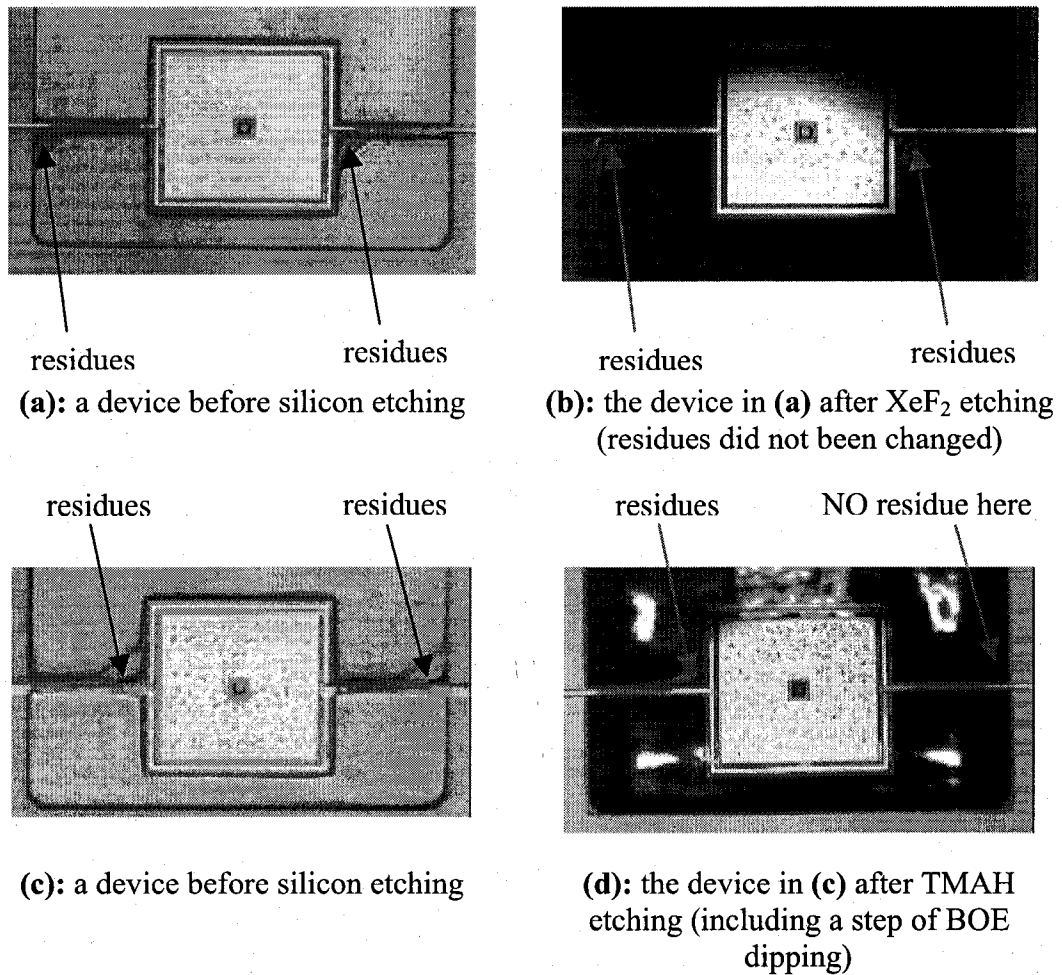 residues residues
(a): a device before silicon etching
residues residues
(b): the device in (a) after XeF₂ etching
(residues did not been changed)
residues residues
(c): a device before silicon etching
residues NO residue here
(d): the device in (c) after TMAH
etching (including a step of BOE
dipping)